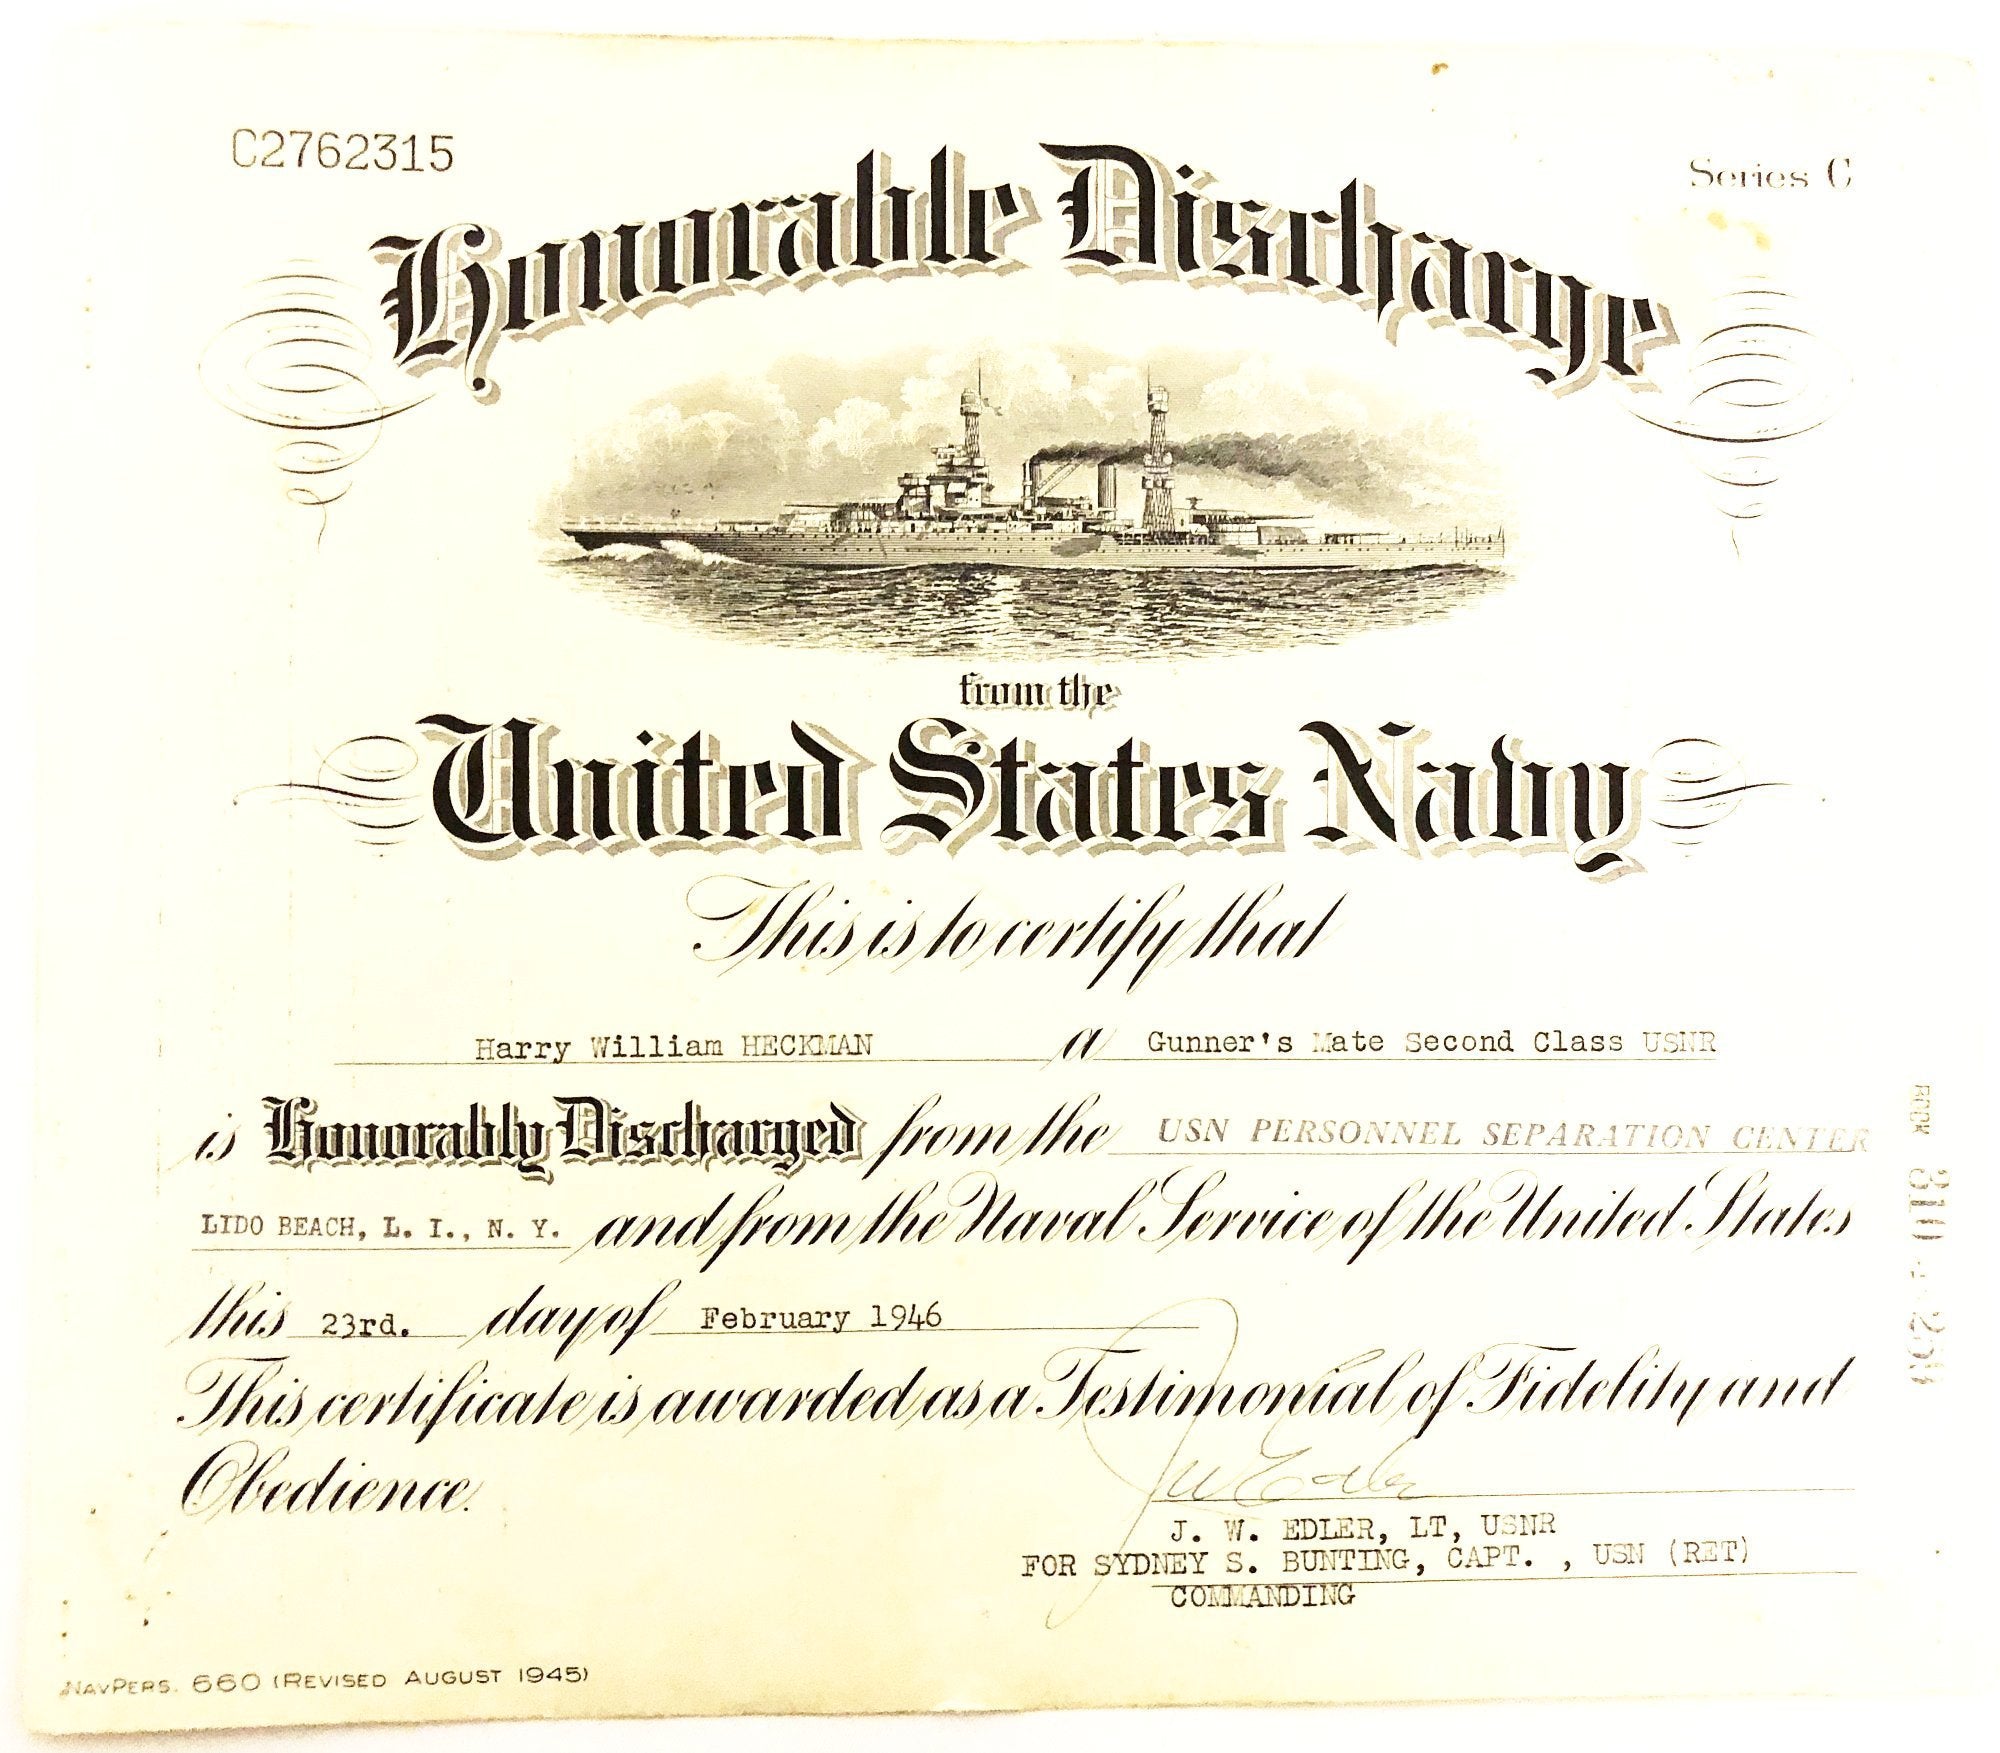 C2762315
Series C
Honorable Discharge
from the
United States Navy
This is to certify that
Harry William HECKMAN a Gunner's Mate Second Class USNR
is Honorably Discharged from the USN PERSONNEL SEPARATION CENTER
LIDO BEACH, L. I., N. Y. and from the Naval Service of the United States
this 23rd. day of February 1946
This certificate is awarded as a Testimonial of Fidelity and
Obedience.
J W Edler
J. W. EDLER, LT, USNR
FOR SYDNEY S. BUNTING, CAPT. , USN (RET)
COMMANDING
NAVPERS. 660 (REVISED AUGUST 1945)
BOOK